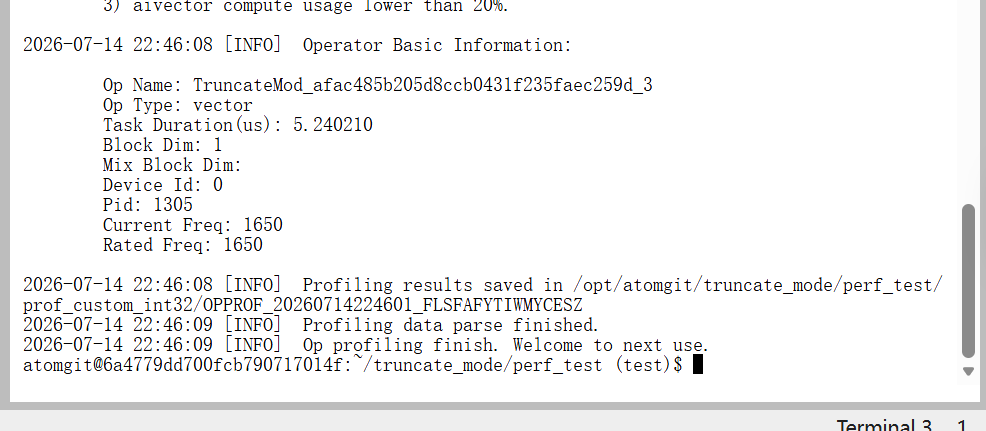 3) aivector compute usage lower than 20%.
2026-07-14 22:46:08 [INFO]  Operator Basic Information:
Op Name: TruncateMod_afac485b205d8ccb0431f235faec259d_3
Op Type: vector
Task Duration(us): 5.240210
Block Dim: 1
Mix Block Dim:
Device Id: 0
Pid: 1305
Current Freq: 1650
Rated Freq: 1650
2026-07-14 22:46:08 [INFO]  Profiling results saved in /opt/atomgit/truncate_mode/perf_test/
prof_custom_int32/OPPROF_20260714224601_FLSFAFYTIWMYCESZ
2026-07-14 22:46:09 [INFO]  Profiling data parse finished.
2026-07-14 22:46:09 [INFO]  Op profiling finish. Welcome to next use.
atomgit@6a4779dd700fcb790717014f:~/truncate_mode/perf_test (test)$
Terminal 3  1